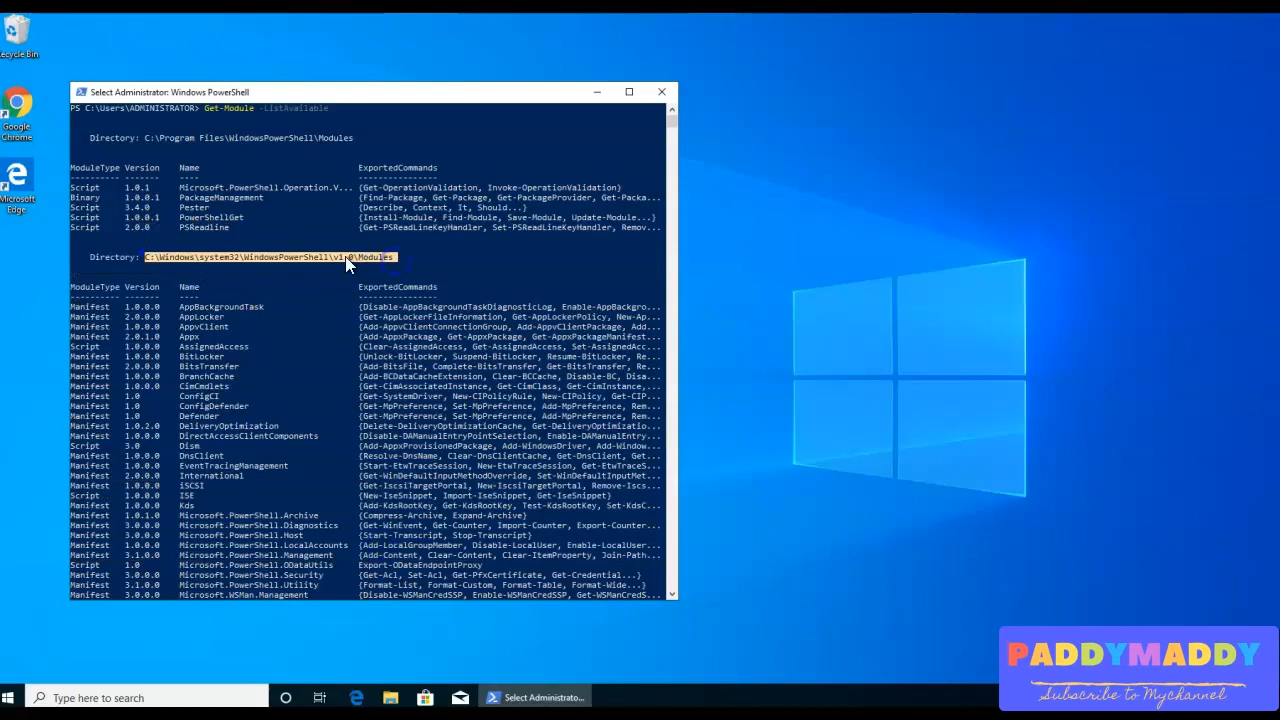 Recycle Bin
Google
Chrome
Microsoft
Edge
Select Administrator: Windows PowerShell
PS C:\Users\ADMINISTRATOR> Get-Module -ListAvailable
Directory: C:\Program Files\WindowsPowerShell\Modules
ModuleType Version Name ExportedCommands
---------- ------- ---- ----------------
Script 1.0.1 Microsoft.PowerShell.Operation.V... {Get-OperationValidation, Invoke-OperationValidation}
Binary 1.0.0.1 PackageManagement {Find-Package, Get-Package, Get-PackageProvider, Get-Packa...
Script 3.4.0 Pester {Describe, Context, It, Should...}
Script 1.0.0.1 PowerShellGet {Install-Module, Find-Module, Save-Module, Update-Module...}
Script 2.0.0 PSReadline {Get-PSReadLineKeyHandler, Set-PSReadLineKeyHandler, Remov...
Directory: C:\Windows\system32\WindowsPowerShell\v1.0\Modules
ModuleType Version Name ExportedCommands
---------- ------- ---- ----------------
Manifest 1.0.0.0 AppBackgroundTask {Disable-AppBackgroundTaskDiagnosticLog, Enable-AppBackgro...
Manifest 2.0.0.0 AppLocker {Get-AppLockerFileInformation, Get-AppLockerPolicy, New-Ap...
Manifest 1.0.0.0 AppvClient {Add-AppvClientConnectionGroup, Add-AppvClientPackage, Add...
Manifest 2.0.1.0 Appx {Add-AppxPackage, Get-AppxPackage, Get-AppxPackageManifest...
Script 1.0.0.0 AssignedAccess {Clear-AssignedAccess, Get-AssignedAccess, Set-AssignedAcc...
Manifest 1.0.0.0 BitLocker {Unlock-BitLocker, Suspend-BitLocker, Resume-BitLocker, Re...
Manifest 2.0.0.0 BitsTransfer {Add-BitsFile, Complete-BitsTransfer, Get-BitsTransfer, Re...
Manifest 1.0.0.0 BranchCache {Add-BCDataCacheExtension, Clear-BCCache, Disable-BC, Disa...
Manifest 1.0.0.0 CimCmdlets {Get-CimAssociatedInstance, Get-CimClass, Get-CimInstance,...
Manifest 1.0 ConfigCI {Get-SystemDriver, New-CIPolicyRule, New-CIPolicy, Get-CIP...
Manifest 1.0 ConfigDefender {Get-MpPreference, Set-MpPreference, Add-MpPreference, Rem...
Manifest 1.0 Defender {Get-MpPreference, Set-MpPreference, Add-MpPreference, Rem...
Manifest 1.0.2.0 DeliveryOptimization {Delete-DeliveryOptimizationCache, Get-DeliveryOptimizatio...
Manifest 1.0.0.0 DirectAccessClientComponents {Disable-DAManualEntryPointSelection, Enable-DAManualEntry...
Script 3.0 Dism {Add-AppxProvisionedPackage, Add-WindowsDriver, Add-Window...
Manifest 1.0.0.0 DnsClient {Resolve-DnsName, Clear-DnsClientCache, Get-DnsClient, Get...
Manifest 1.0.0.0 EventTracingManagement {Start-EtwTraceSession, New-EtwTraceSession, Get-EtwTraceS...
Manifest 2.0.0.0 International {Get-WinDefaultInputMethodOverride, Set-WinDefaultInputMet...
Manifest 2.0.0.0 iSCSI {Get-IscsiTargetPortal, New-IscsiTargetPortal, Remove-Iscs...
Script 1.0.0.0 ISE {New-IseSnippet, Import-IseSnippet, Get-IseSnippet}
Manifest 1.0.0.0 Kds {Add-KdsRootKey, Get-KdsRootKey, Test-KdsRootKey, Set-KdsC...
Manifest 1.0.1.0 Microsoft.PowerShell.Archive {Compress-Archive, Expand-Archive}
Manifest 3.0.0.0 Microsoft.PowerShell.Diagnostics {Get-WinEvent, Get-Counter, Import-Counter, Export-Counter...
Manifest 3.0.0.0 Microsoft.PowerShell.Host {Start-Transcript, Stop-Transcript}
Manifest 1.0.0.0 Microsoft.PowerShell.LocalAccounts {Add-LocalGroupMember, Disable-LocalUser, Enable-LocalUser...
Manifest 3.1.0.0 Microsoft.PowerShell.Management {Add-Content, Clear-Content, Clear-ItemProperty, Join-Path...
Script 1.0 Microsoft.PowerShell.ODataUtils Export-ODataEndpointProxy
Manifest 3.0.0.0 Microsoft.PowerShell.Security {Get-Acl, Set-Acl, Get-PfxCertificate, Get-Credential...}
Manifest 3.1.0.0 Microsoft.PowerShell.Utility {Format-List, Format-Custom, Format-Table, Format-Wide...}
Manifest 3.0.0.0 Microsoft.WSMan.Management {Disable-WSManCredSSP, Enable-WSManCredSSP, Get-WSManCredS...
PADDYMADDY
Subscribe to Mychannel
Type here to search
Select Administrato...